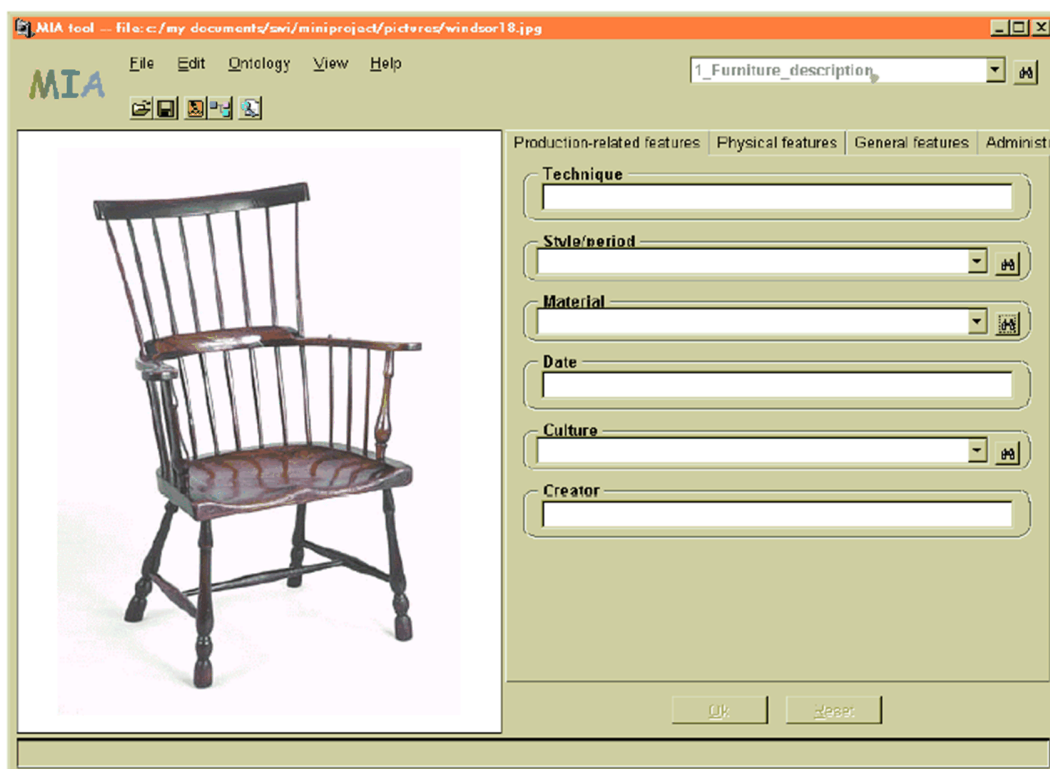 MIA tool -- File: c:/my documents/swi/miniproject/pictures/windsor18.jpg
MIA
File Edit Ontology View Help
1_Furniture_description
Production-related features Physical features General features Administ
Technique
Style/period
Material
Date
Culture
Creator
Ok Reset